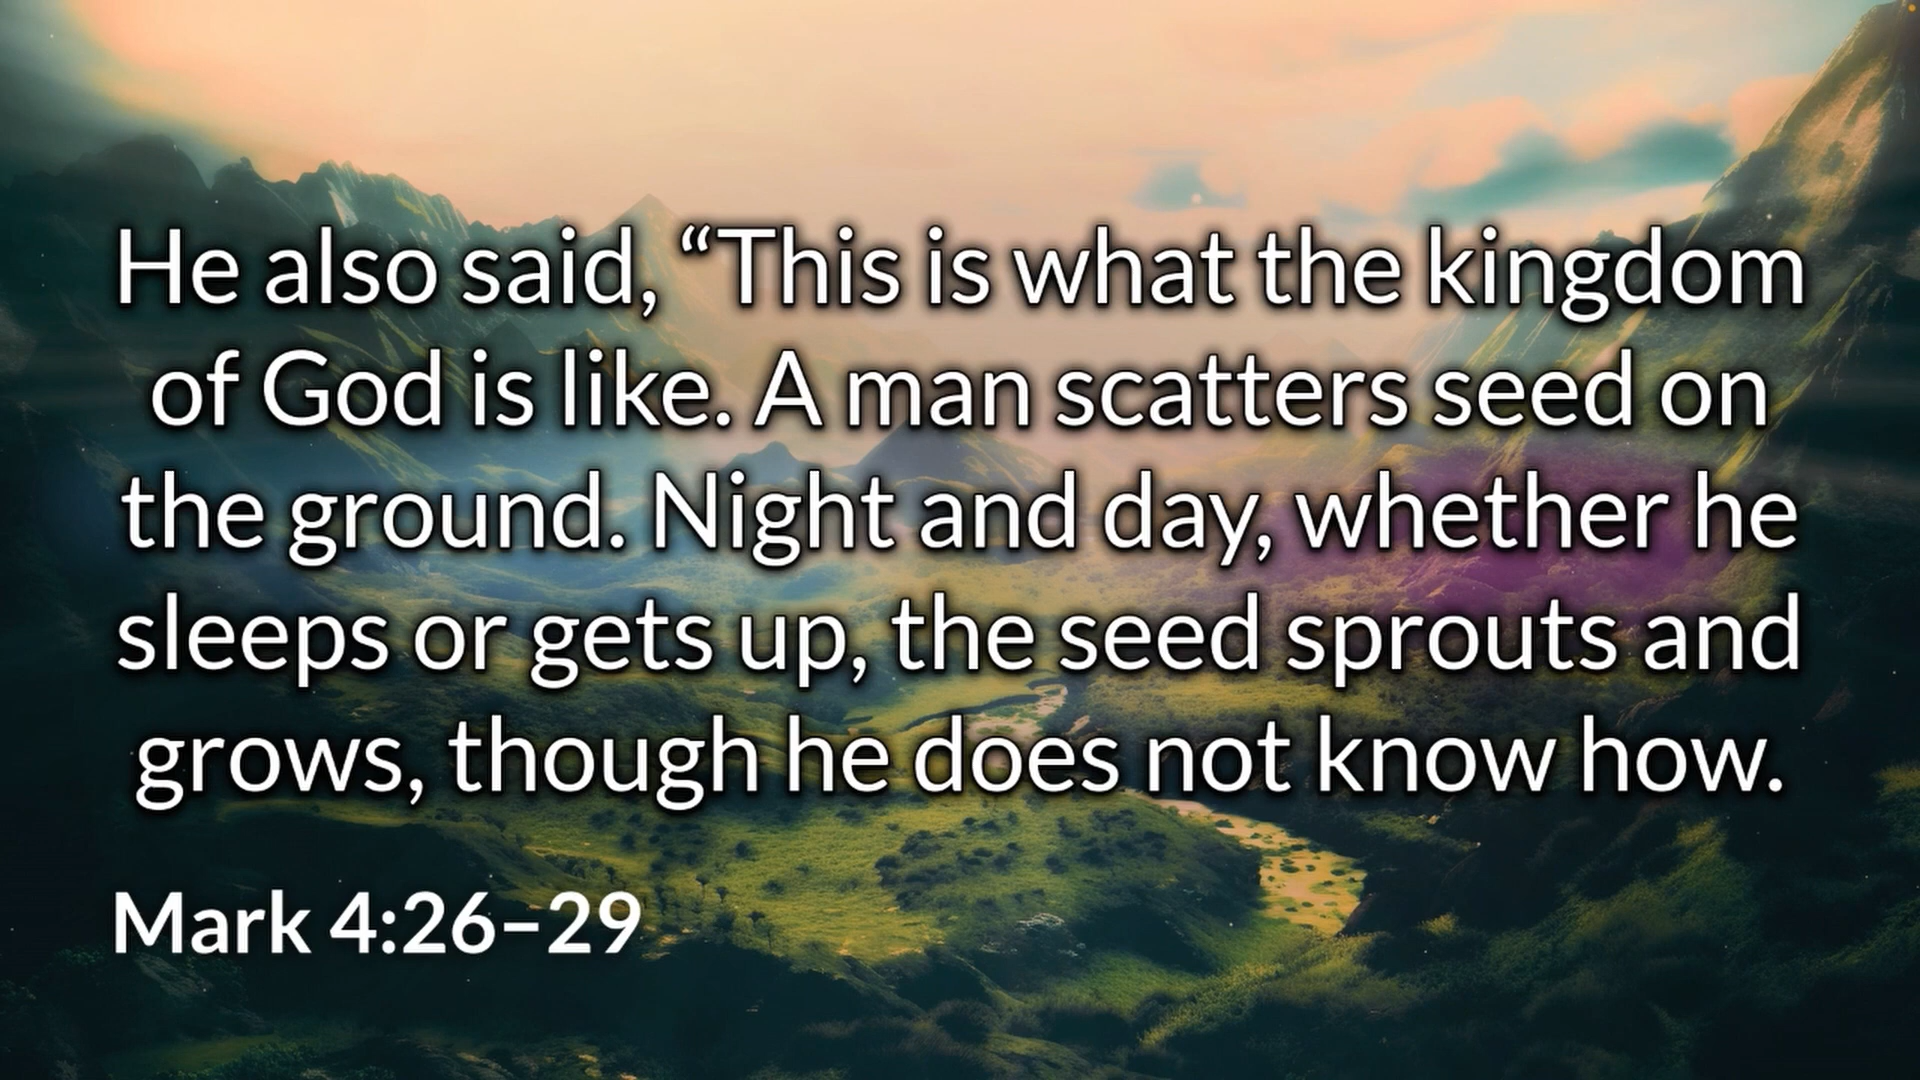 He also said, “This is what the kingdom
of God is like. A man scatters seed on
the ground. Night and day, whether he
sleeps or gets up, the seed sprouts and
grows, though he does not know how.
Mark 4:26–29